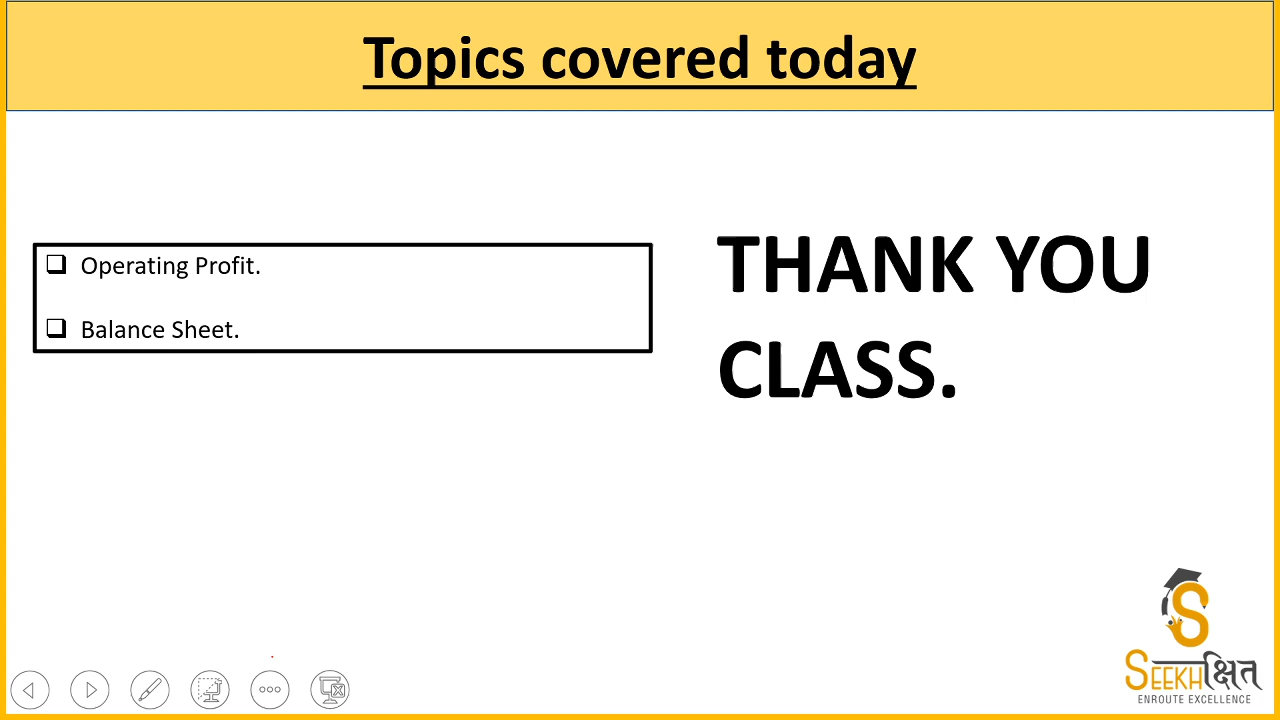 Topics covered today
Operating Profit.
Balance Sheet.
THANK YOU
CLASS.
SEEKHक्षित
ENROUTE EXCELLENCE